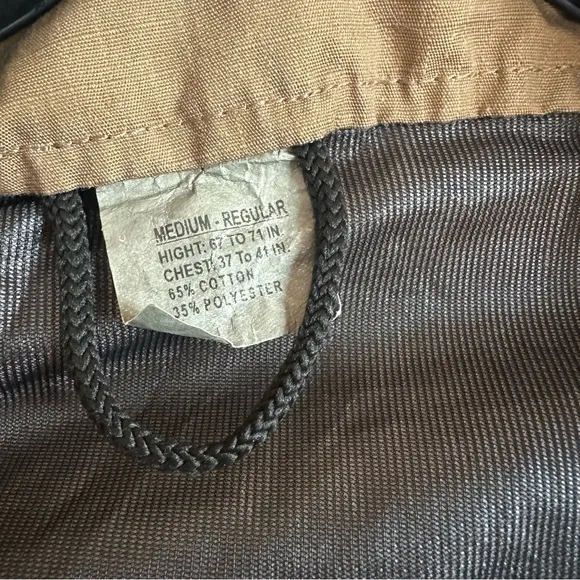 MEDIUM - REGULAR
HIGHT: 67 TO 71 IN.
CHEST: 37 To 41 IN.
65% COTTON
35% POLYESTER